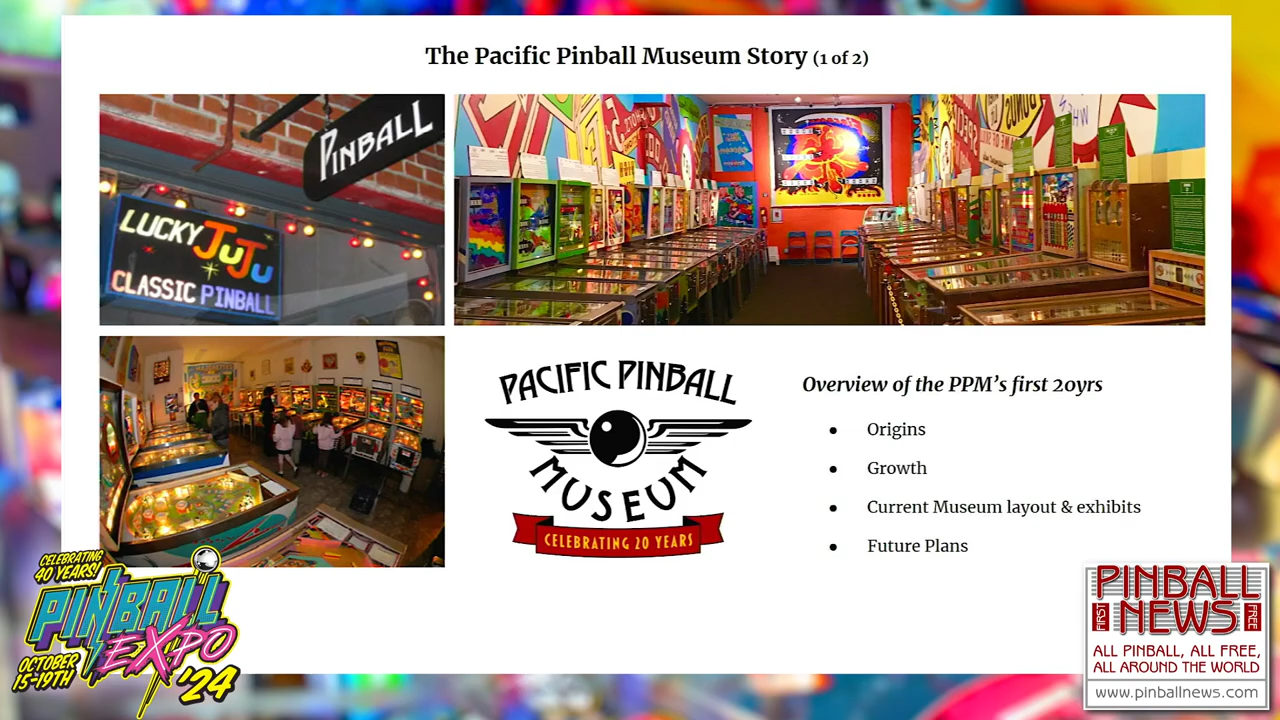 The Pacific Pinball Museum Story (1 of 2)
PINBALL
LUCKY JUJU
CLASSIC PINBALL
PACIFIC PINBALL
MUSEUM
CELEBRATING 20 YEARS
Overview of the PPM's first 20yrs
● Origins
● Growth
● Current Museum layout & exhibits
● Future Plans
CELEBRATING
40 YEARS!
PINBALL
EXPO
OCTOBER
15-19TH
'24
PINBALL
FIRST NEWS FREE
ALL PINBALL, ALL FREE,
ALL AROUND THE WORLD
www.pinballnews.com